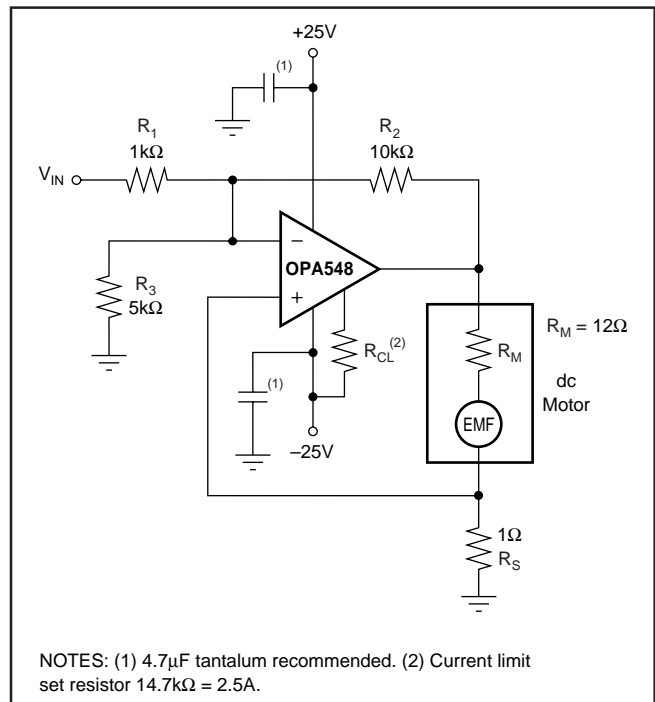 +25V
(1)
R1
1kΩ
R2
10kΩ
VIN
−
OPA548
+
R3
5kΩ
RCL(2)
(1)
–25V
RM
RM = 12Ω
dc
Motor
EMF
1Ω
RS
NOTES: (1) 4.7µF tantalum recommended. (2) Current limit
set resistor 14.7kΩ = 2.5A.